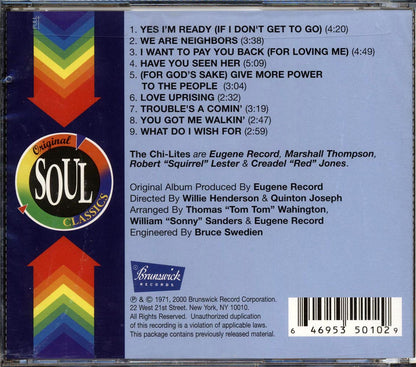 1. YES I'M READY (IF I DON'T GET TO GO) (4:20)
2. WE ARE NEIGHBORS (3:38)
3. I WANT TO PAY YOU BACK (FOR LOVING ME) (4:49)
4. HAVE YOU SEEN HER (5:09)
5. (FOR GOD'S SAKE) GIVE MORE POWER
TO THE PEOPLE (3:04)
6. LOVE UPRISING (2:32)
7. TROUBLE'S A COMIN' (3:19)
8. YOU GOT ME WALKIN' (2:23)
9. WHAT DO I WISH FOR (2:59)
Original
SOUL
CLASSICS
The Chi-Lites are Eugene Record, Marshall Thompson,
Robert "Squirrel" Lester & Creadel "Red" Jones.
Original Album Produced By Eugene Record
Directed By Willie Henderson & Quinton Joseph
Arranged By Thomas "Tom Tom" Wahington,
William "Sonny" Sanders & Eugene Record
Engineered By Bruce Swedien
Brunswick
RECORDS
℗ & © 1971, 2000 Brunswick Record Corporation.
22 West 21st Street. New York, NY 10010.
All Rights Reserved. Unauthorized duplication
of this recording is a violation of applicable laws.
This package contains previously released material.
6 46953 50102 9